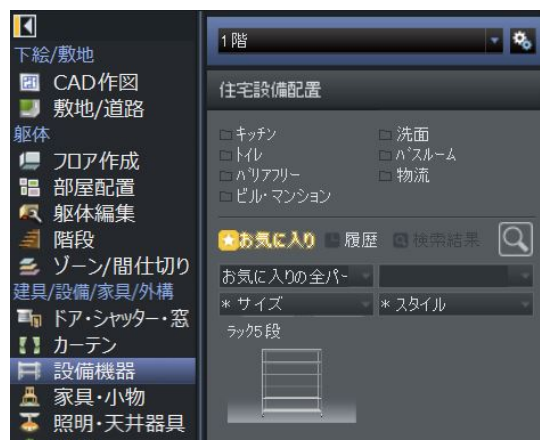 下絵/敷地
CAD作図
敷地/道路
躯体
フロア作成
部屋配置
躯体編集
階段
ゾーン/間仕切り
建具/設備/家具/外構
ドア・シャッター・窓
カーテン
設備機器
家具・小物
照明・天井器具
1階
住宅設備配置
キッチン
洗面
トイレ
バスルーム
バリアフリー
物流
ビル・マンション
お気に入り
履歴
検索結果
お気に入りの全パー
* サイズ
* スタイル
ラック5段